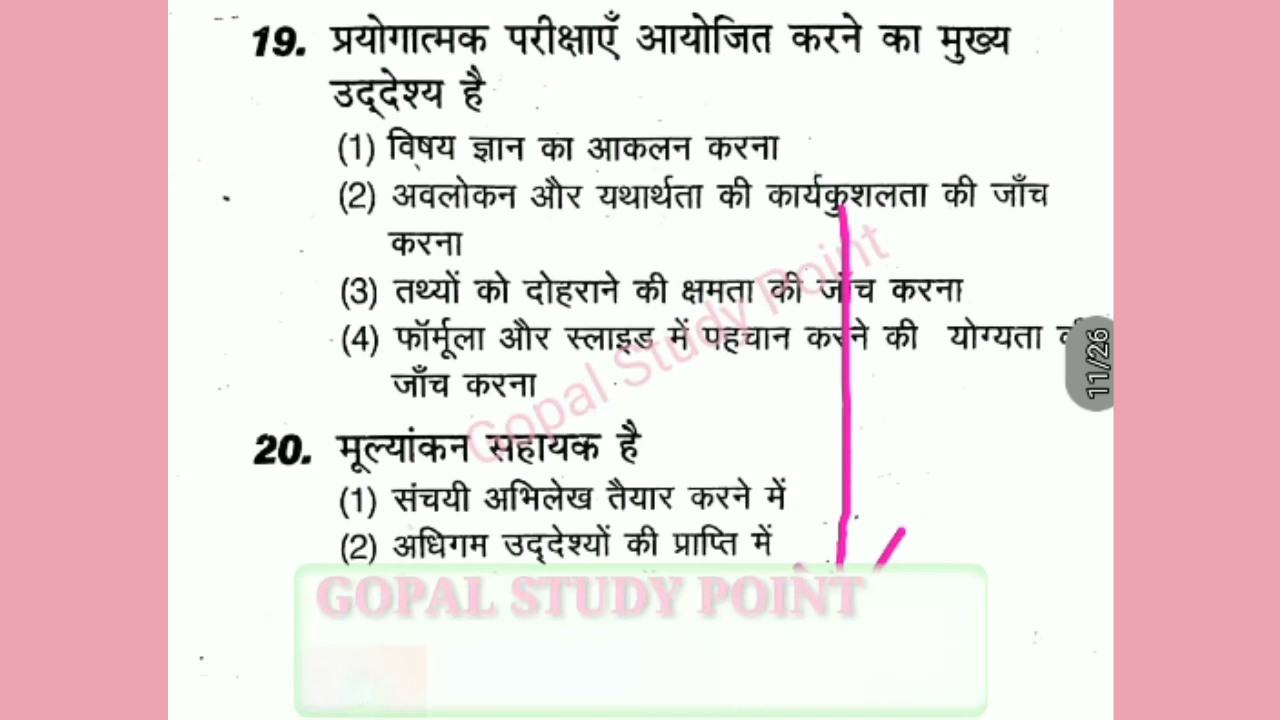 19. प्रयोगात्मक परीक्षाएँ आयोजित करने का मुख्य
उद्देश्य है
(1) विषय ज्ञान का आकलन करना
(2) अवलोकन और यथार्थता की कार्यकुशलता की जाँच
करना
(3) तथ्यों को दोहराने की क्षमता की जाँच करना
(4) फॉर्मूला और स्लाइड में पहचान करने की योग्यता की
जाँच करना
11/26
Gopal Study Point
20. मूल्यांकन सहायक है
(1) संचयी अभिलेख तैयार करने में
(2) अधिगम उद्देश्यों की प्राप्ति में
GOPAL STUDY POINT